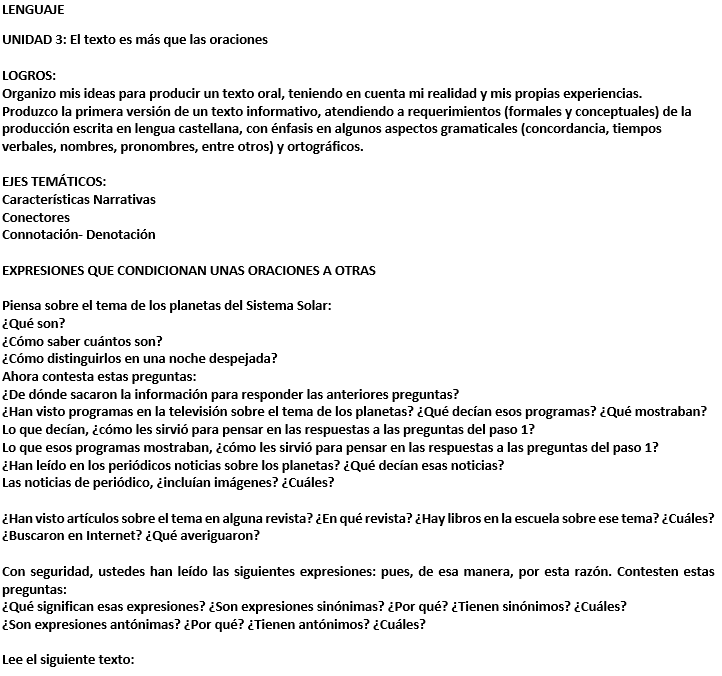 LENGUAJE
UNIDAD 3: El texto es más que las oraciones
LOGROS:
Organizo mis ideas para producir un texto oral, teniendo en cuenta mi realidad y mis propias experiencias.
Produzco la primera versión de un texto informativo, atendiendo a requerimientos (formales y conceptuales) de la
producción escrita en lengua castellana, con énfasis en algunos aspectos gramaticales (concordancia, tiempos
verbales, nombres, pronombres, entre otros) y ortográficos.
EJES TEMÁTICOS:
Características Narrativas
Conectores
Connotación- Denotación
EXPRESIONES QUE CONDICIONAN UNAS ORACIONES A OTRAS
Piensa sobre el tema de los planetas del Sistema Solar:
¿Qué son?
¿Cómo saber cuántos son?
¿Cómo distinguirlos en una noche despejada?
Ahora contesta estas preguntas:
¿De dónde sacaron la información para responder las anteriores preguntas?
¿Han visto programas en la televisión sobre el tema de los planetas? ¿Qué decían esos programas? ¿Qué mostraban?
Lo que decían, ¿cómo les sirvió para pensar en las respuestas a las preguntas del paso 1?
Lo que esos programas mostraban, ¿cómo les sirvió para pensar en las respuestas a las preguntas del paso 1?
¿Han leído en los periódicos noticias sobre los planetas? ¿Qué decían esas noticias?
Las noticias de periódico, ¿incluían imágenes? ¿Cuáles?
¿Han visto artículos sobre el tema en alguna revista? ¿En qué revista? ¿Hay libros en la escuela sobre ese tema? ¿Cuáles?
¿Buscaron en Internet? ¿Qué averiguaron?
Con seguridad, ustedes han leído las siguientes expresiones: pues, de esa manera, por esta razón. Contesten estas
preguntas:
¿Qué significan esas expresiones? ¿Son expresiones sinónimas? ¿Por qué? ¿Tienen sinónimos? ¿Cuáles?
¿Son expresiones antónimas? ¿Por qué? ¿Tienen antónimos? ¿Cuáles?
Lee el siguiente texto: